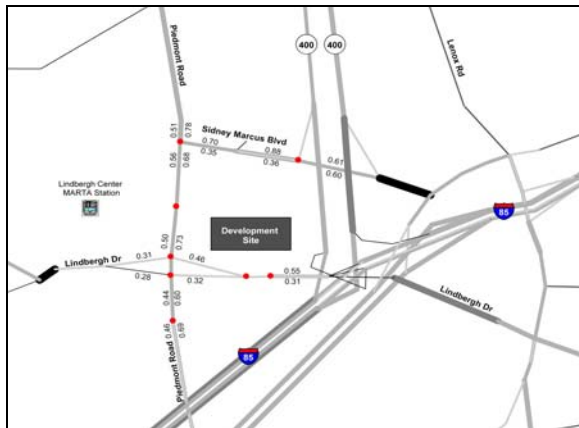 Piedmont Road
400
400
Lenox Rd
0.51
0.78
Sidney Marcus Blvd
0.70
0.35
0.88
0.36
0.61
0.60
0.56
0.68
Lindbergh Center
MARTA Station
85
Development
Site
0.50
0.73
Lindbergh Dr
0.31
0.46
0.28
0.32
0.55
0.31
Lindbergh Dr
0.44
0.60
0.46
0.69
85
Piedmont Road